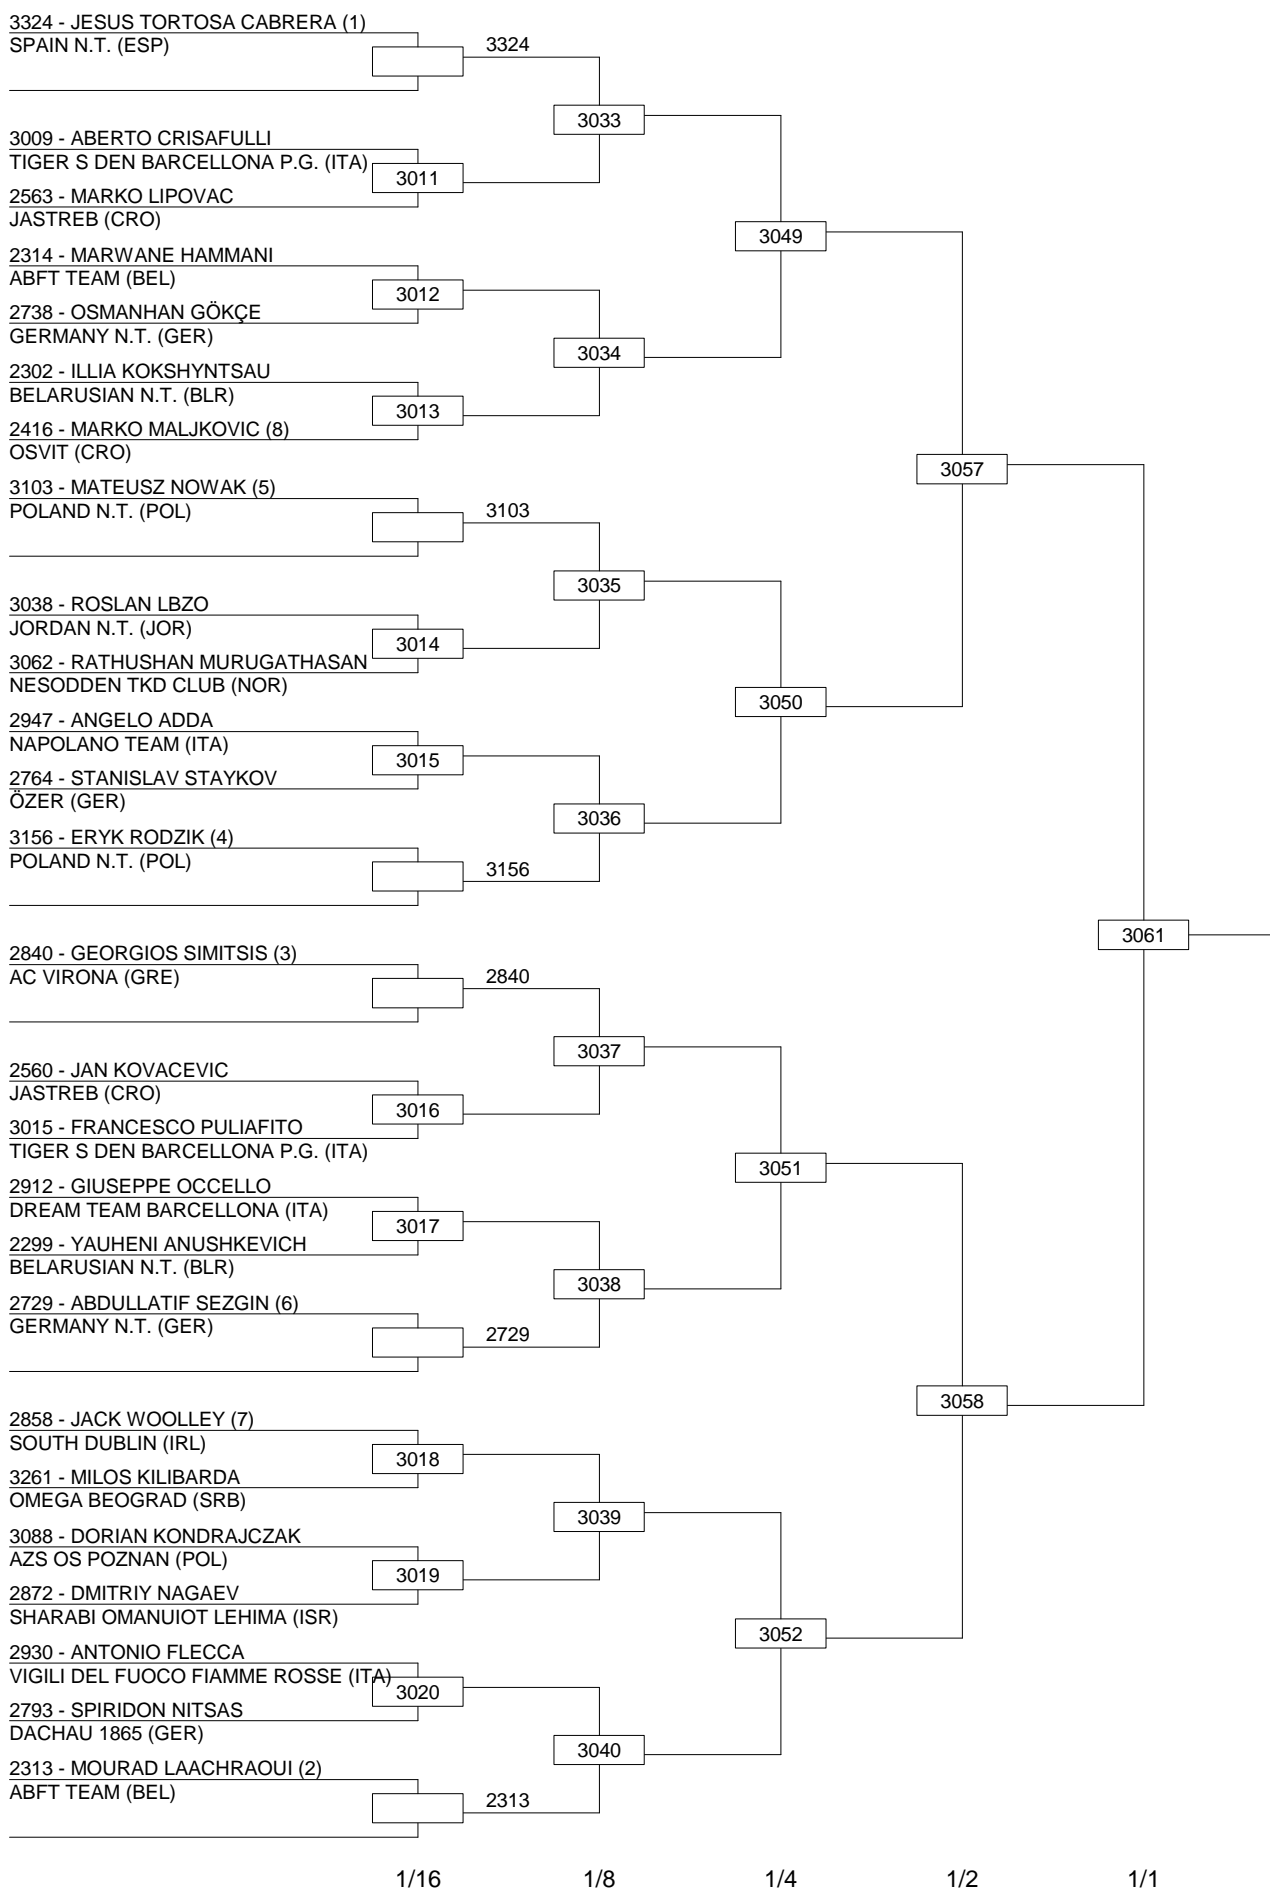 3324 - JESUS TORTOSA CABRERA (1)
SPAIN N.T. (ESP)
3324
3033
3009 - ABERTO CRISAFULLI
TIGER S DEN BARCELLONA P.G. (ITA)
3011
2563 - MARKO LIPOVAC
JASTREB (CRO)
3049
2314 - MARWANE HAMMANI
ABFT TEAM (BEL)
3012
2738 - OSMANHAN GÖKÇE
GERMANY N.T. (GER)
3034
2302 - ILLIA KOKSHYNTSAU
BELARUSIAN N.T. (BLR)
3013
2416 - MARKO MALJKOVIC (8)
OSVIT (CRO)
3057
3103 - MATEUSZ NOWAK (5)
POLAND N.T. (POL)
3103
3035
3038 - ROSLAN LBZO
JORDAN N.T. (JOR)
3014
3062 - RATHUSHAN MURUGATHASAN
NESODDEN TKD CLUB (NOR)
3050
2947 - ANGELO ADDA
NAPOLANO TEAM (ITA)
3015
2764 - STANISLAV STAYKOV
ÖZER (GER)
3036
3156 - ERYK RODZIK (4)
POLAND N.T. (POL)
3156
3061
2840 - GEORGIOS SIMITSIS (3)
AC VIRONA (GRE)
2840
3037
2560 - JAN KOVACEVIC
JASTREB (CRO)
3016
3015 - FRANCESCO PULIAFITO
TIGER S DEN BARCELLONA P.G. (ITA)
3051
2912 - GIUSEPPE OCCELLO
DREAM TEAM BARCELLONA (ITA)
3017
2299 - YAUHENI ANUSHKEVICH
BELARUSIAN N.T. (BLR)
3038
2729 - ABDULLATIF SEZGIN (6)
GERMANY N.T. (GER)
2729
3058
2858 - JACK WOOLLEY (7)
SOUTH DUBLIN (IRL)
3018
3261 - MILOS KILIBARDA
OMEGA BEOGRAD (SRB)
3039
3088 - DORIAN KONDRAJCZAK
AZS OS POZNAN (POL)
3019
2872 - DMITRIY NAGAEV
SHARABI OMANUIOT LEHIMA (ISR)
3052
2930 - ANTONIO FLECCA
VIGILI DEL FUOCO FIAMME ROSSE (ITA)
3020
2793 - SPIRIDON NITSAS
DACHAU 1865 (GER)
3040
2313 - MOURAD LAACHRAOUI (2)
ABFT TEAM (BEL)
2313
1/16 1/8 1/4 1/2 1/1